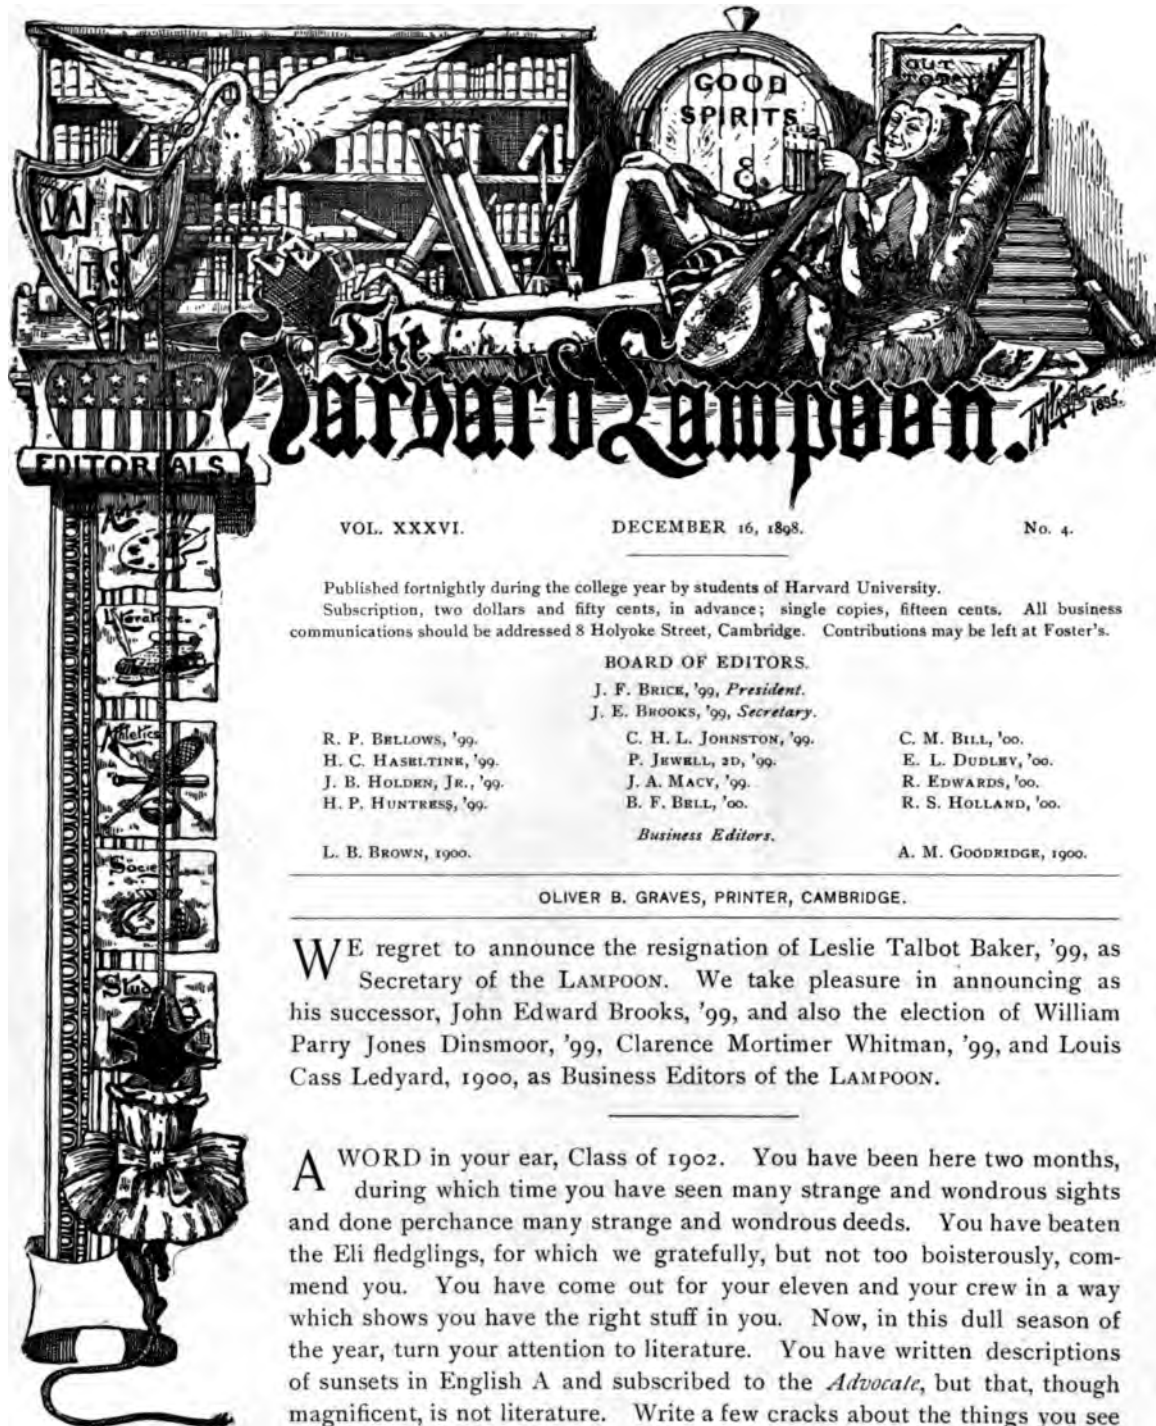 GOOD
SPIRITS
&
OUT
VA NI
TS
The
Harvard Lampoon.
1885.
EDITORIALS.
Art
Literature
Athletics
Society
VOL. XXXVI. DECEMBER 16, 1898. No. 4.
Published fortnightly during the college year by students of Harvard University.
Subscription, two dollars and fifty cents, in advance; single copies, fifteen cents. All business
communications should be addressed 8 Holyoke Street, Cambridge. Contributions may be left at Foster's.
BOARD OF EDITORS.
J. F. BRICE, '99, President.
J. E. BROOKS, '99, Secretary.
R. P. BELLOWS, '99. C. H. L. JOHNSTON, '99. C. M. BILL, '00.
H. C. HASELTINE, '99. P. JEWELL, 2D, '99. E. L. DUDLEY, '00.
J. B. HOLDEN, JR., '99. J. A. MACY, '99. R. EDWARDS, '00.
H. P. HUNTRESS, '99. B. F. BELL, '00. R. S. HOLLAND, '00.
Business Editors.
L. B. BROWN, 1900. A. M. GOODRIDGE, 1900.
OLIVER B. GRAVES, PRINTER, CAMBRIDGE.
WE regret to announce the resignation of Leslie Talbot Baker, '99, as
Secretary of the LAMPOON. We take pleasure in announcing as
his successor, John Edward Brooks, '99, and also the election of William
Parry Jones Dinsmoor, '99, Clarence Mortimer Whitman, '99, and Louis
Cass Ledyard, 1900, as Business Editors of the LAMPOON.
A WORD in your ear, Class of 1902. You have been here two months,
during which time you have seen many strange and wondrous sights
and done perchance many strange and wondrous deeds. You have beaten
the Eli fledglings, for which we gratefully, but not too boisterously, com-
mend you. You have come out for your eleven and your crew in a way
which shows you have the right stuff in you. Now, in this dull season of
the year, turn your attention to literature. You have written descriptions
of sunsets in English A and subscribed to the Advocate, but that, though
magnificent, is not literature. Write a few cracks about the things you see